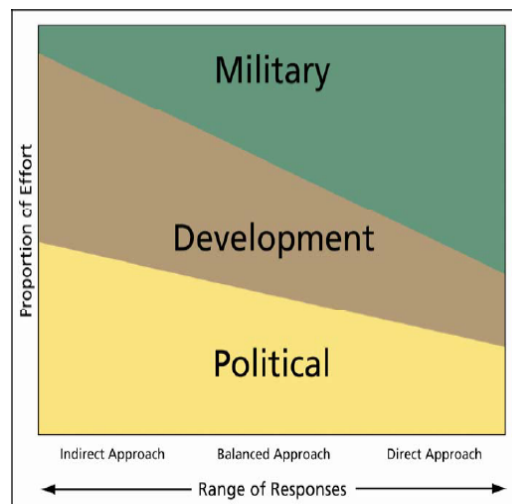 Military
Development
Political
Proportion of Effort
Indirect Approach
Balanced Approach
Direct Approach
Range of Responses